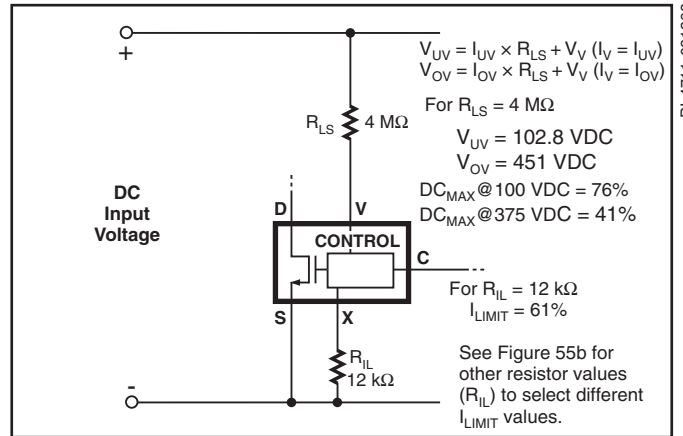 +
V_UV = I_UV × R_LS + V_V (I_V = I_UV)
V_OV = I_OV × R_LS + V_V (I_V = I_OV)
For R_LS = 4 MΩ
R_LS 4 MΩ
V_UV = 102.8 VDC
V_OV = 451 VDC
DC_MAX@100 VDC = 76%
DC_MAX@375 VDC = 41%
DC
Input
Voltage
D V
CONTROL
C
S X
For R_IL = 12 kΩ
I_LIMIT = 61%
R_IL
12 kΩ
See Figure 55b for
other resistor values
(R_IL) to select different
I_LIMIT values.
-